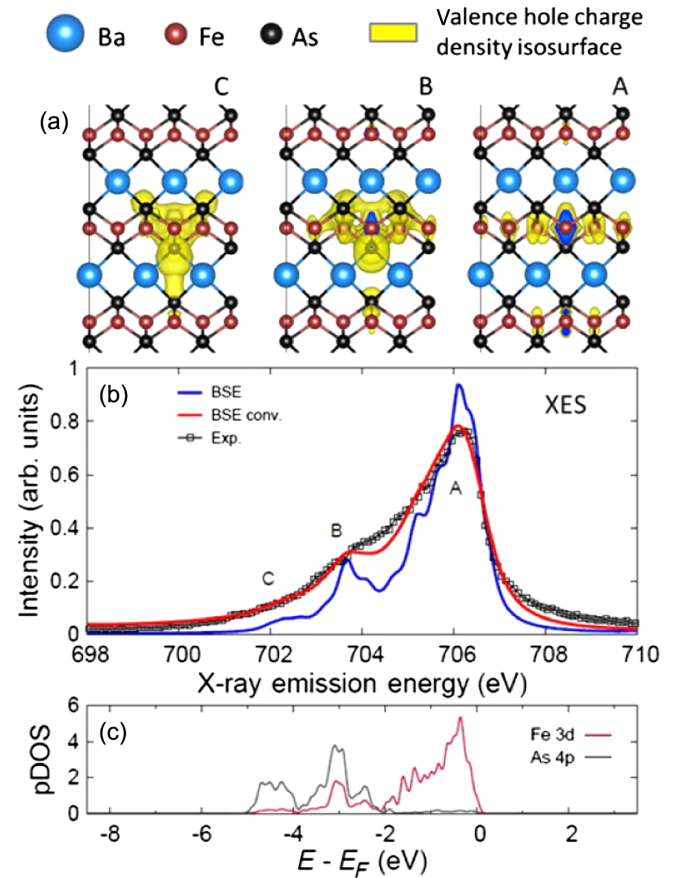 Ba Fe As Valence hole charge
density isosurface
C B A
(a)
1
(b) BSE XES
0.8 BSE conv.
Exp.
0.6
A
0.4 B
C
0.2
0
Intensity (arb. units)
698 700 702 704 706 708 710
X-ray emission energy (eV)
6 (c) Fe 3d
4 As 4p
2
0
pDOS
-8 -6 -4 -2 0 2
E - EF (eV)